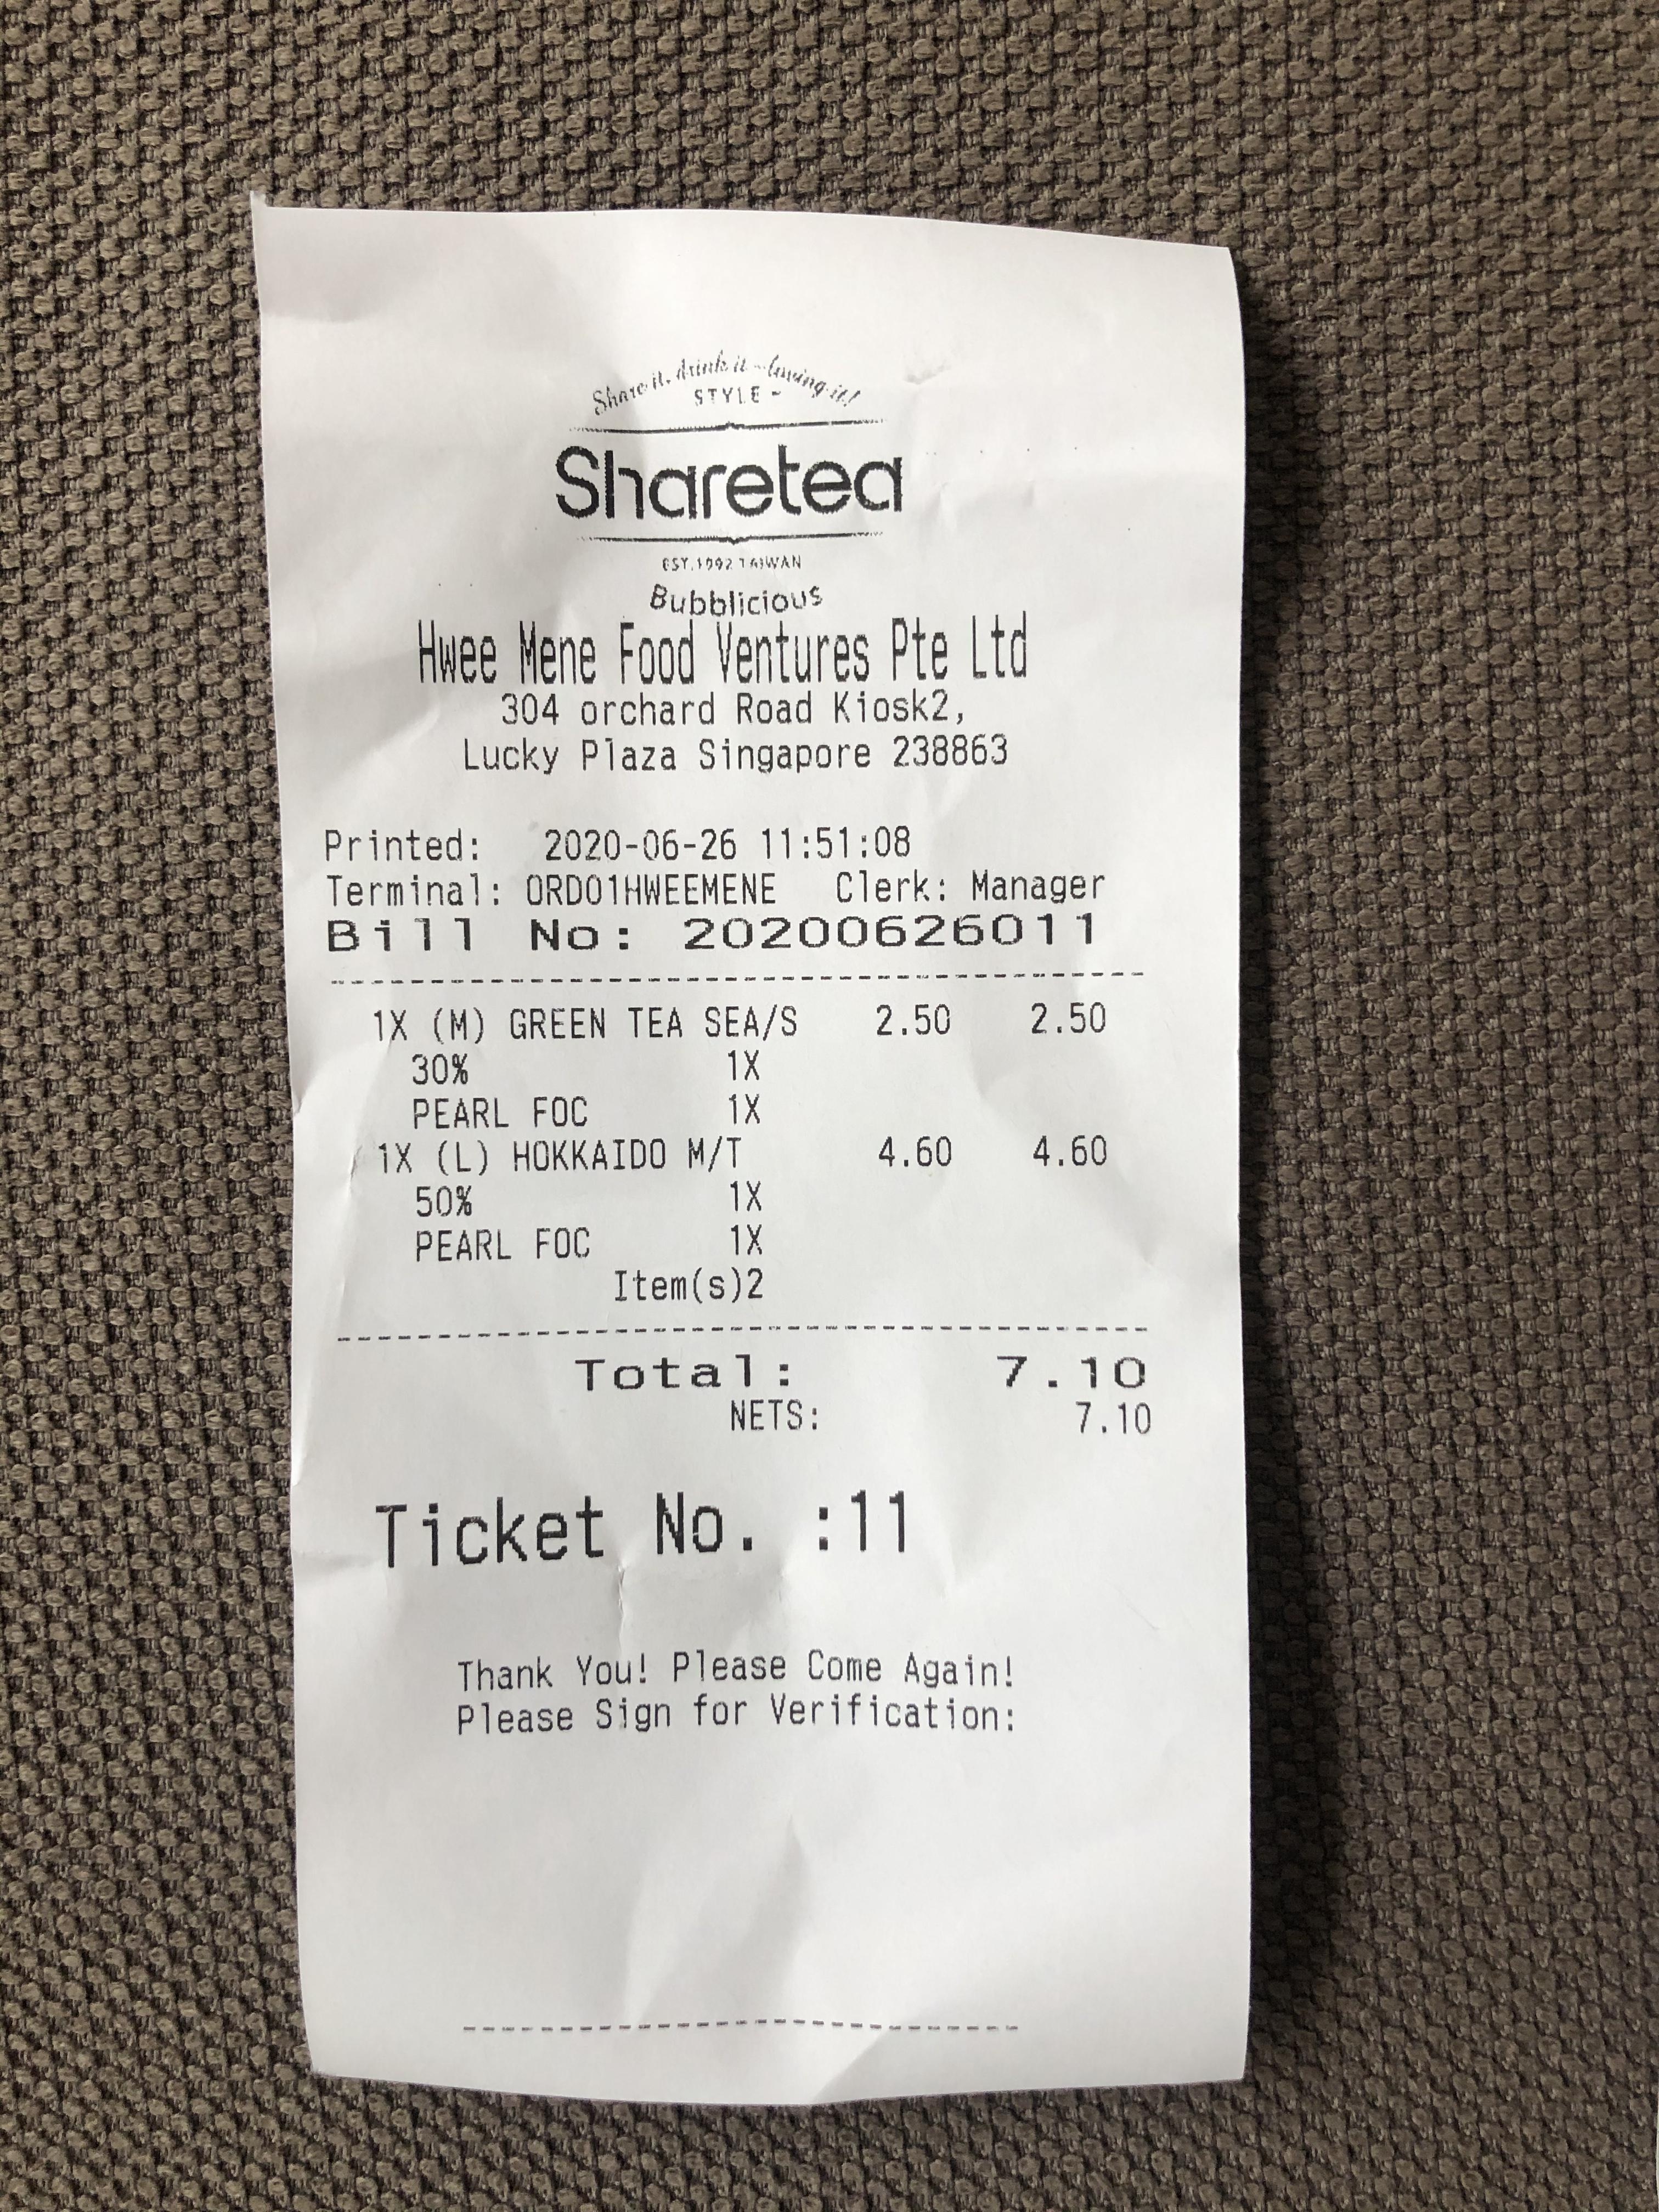 Share it, drink it ~ loving it!
STYLE ~
Sharetea
EST.1992 TAIWAN
Bubblicious
Hwee Mene Food Ventures Pte Ltd
304 orchard Road Kiosk2,
Lucky Plaza Singapore 238863
Printed: 2020-06-26 11:51:08
Terminal: ORD01HWEEMENE Clerk: Manager
Bill No: 20200626011
1X (M) GREEN TEA SEA/S 2.50 2.50
30% 1X
PEARL FOC 1X
1X (L) HOKKAIDO M/T 4.60 4.60
50% 1X
PEARL FOC 1X
Item(s)2
Total: 7.10
NETS: 7.10
Ticket No. :11
Thank You! Please Come Again!
Please Sign for Verification: